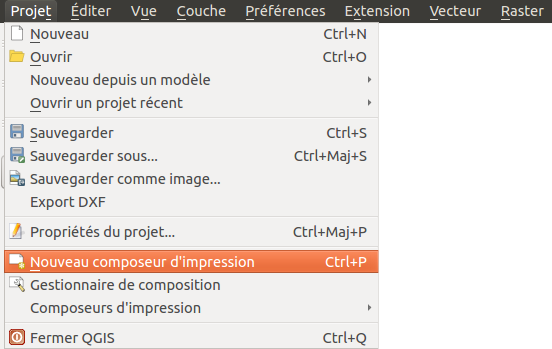 Projet Éditer Vue Couche Préférences Extension Vecteur Raster
Nouveau Ctrl+N
Ouvrir Ctrl+O
Nouveau depuis un modèle
Ouvrir un projet récent
Sauvegarder Ctrl+S
Sauvegarder sous... Ctrl+Maj+S
Sauvegarder comme image...
Export DXF
Propriétés du projet... Ctrl+Maj+P
Nouveau composeur d'impression Ctrl+P
Gestionnaire de composition
Composeurs d'impression
Fermer QGIS Ctrl+Q